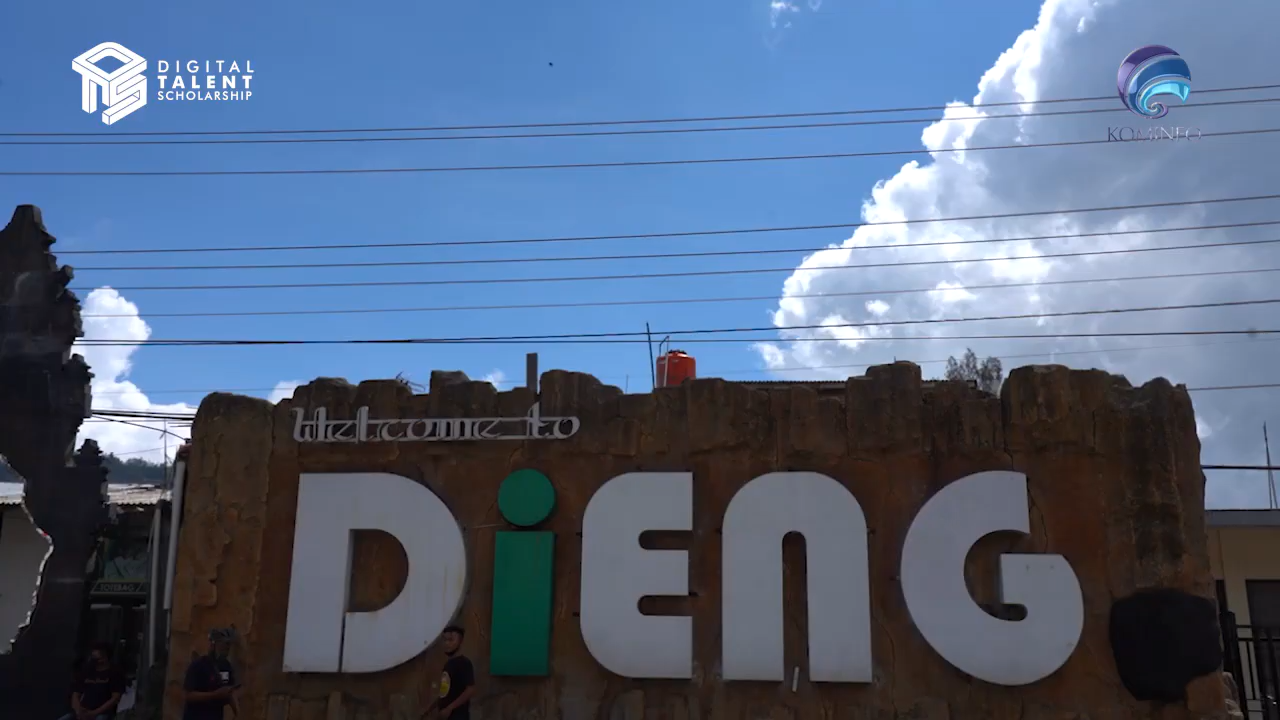 DIGITAL
TALENT
SCHOLARSHIP
KOMINFO
Welcome to
DiENG